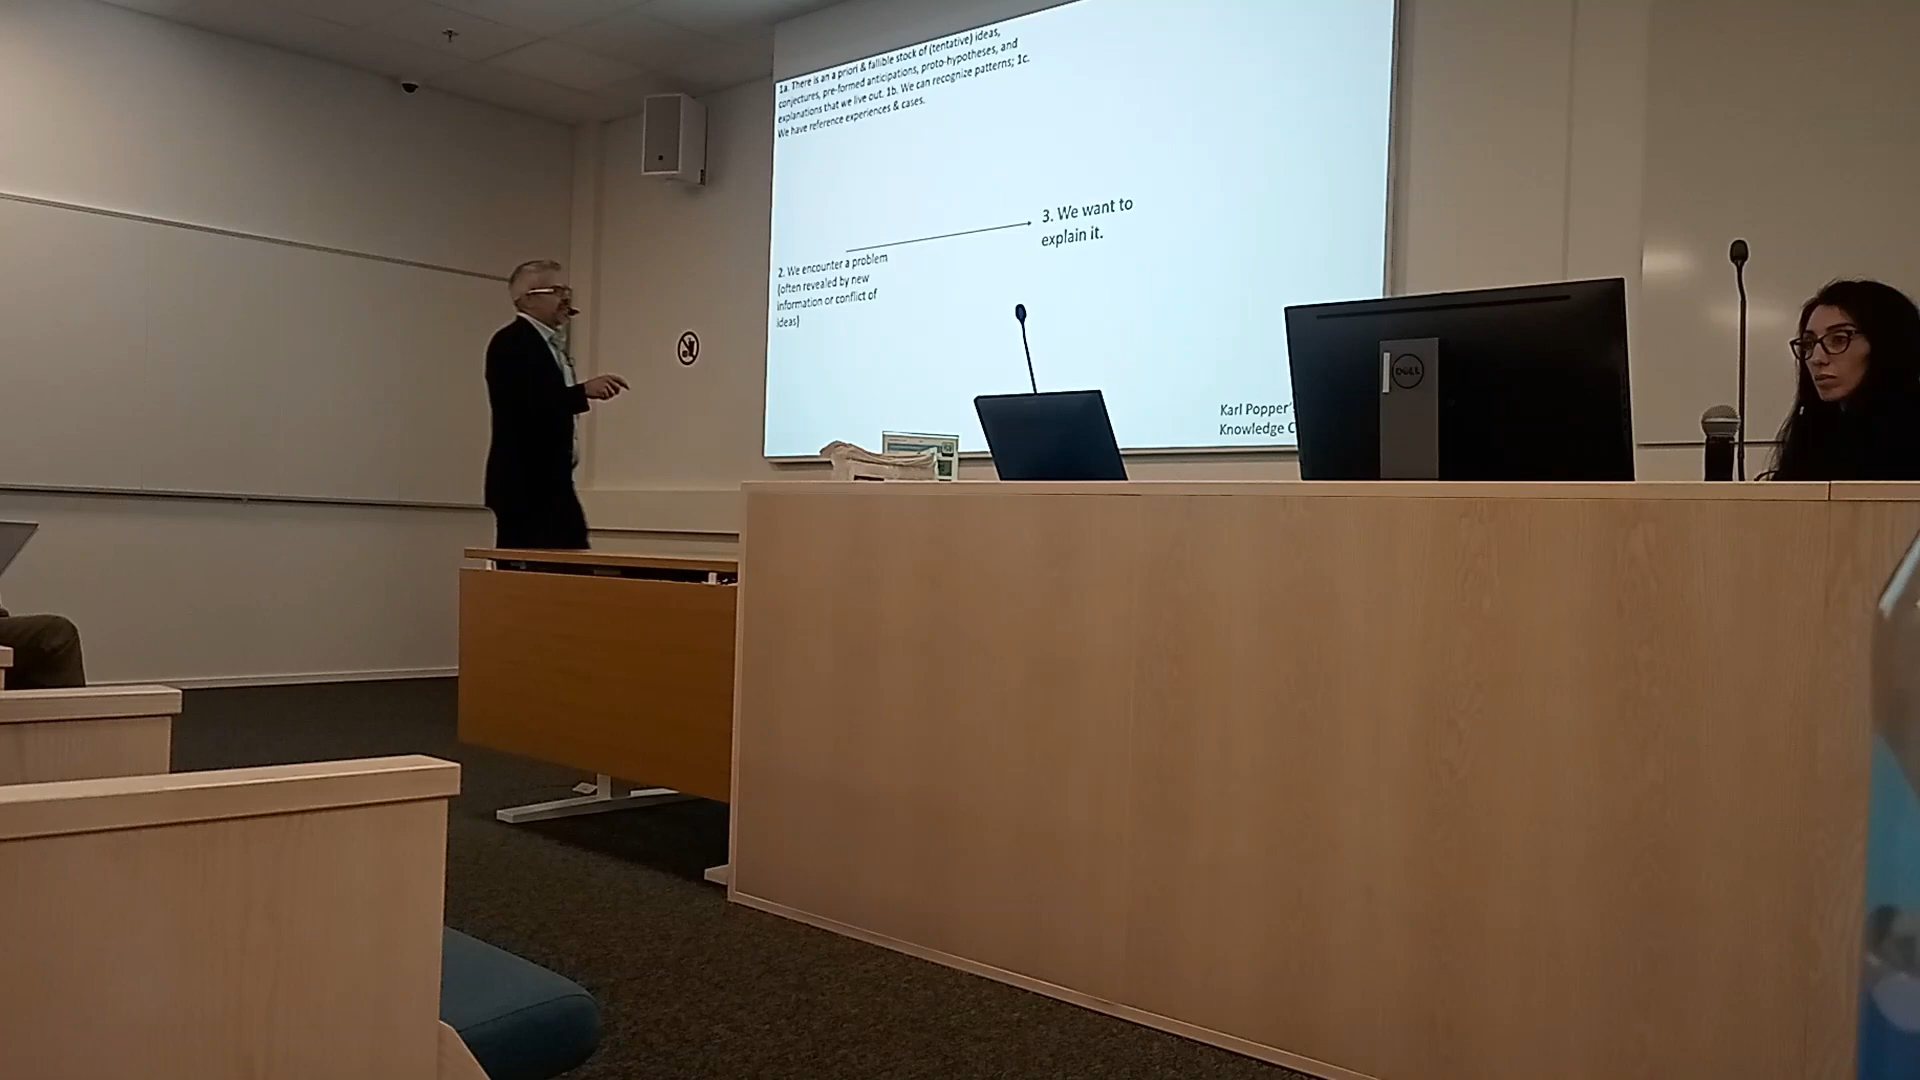 1a. There is an a priori & fallible stock of (tentative) ideas,
conjectures, pre-formed anticipations, proto-hypotheses, and
explanations that we live out. 1b. We can recognize patterns; 1c.
We have reference experiences & cases.
3. We want to
explain it.
2. We encounter a problem
(often revealed by new
information or conflict of
ideas)
DELL
Karl Popper'
Knowledge C